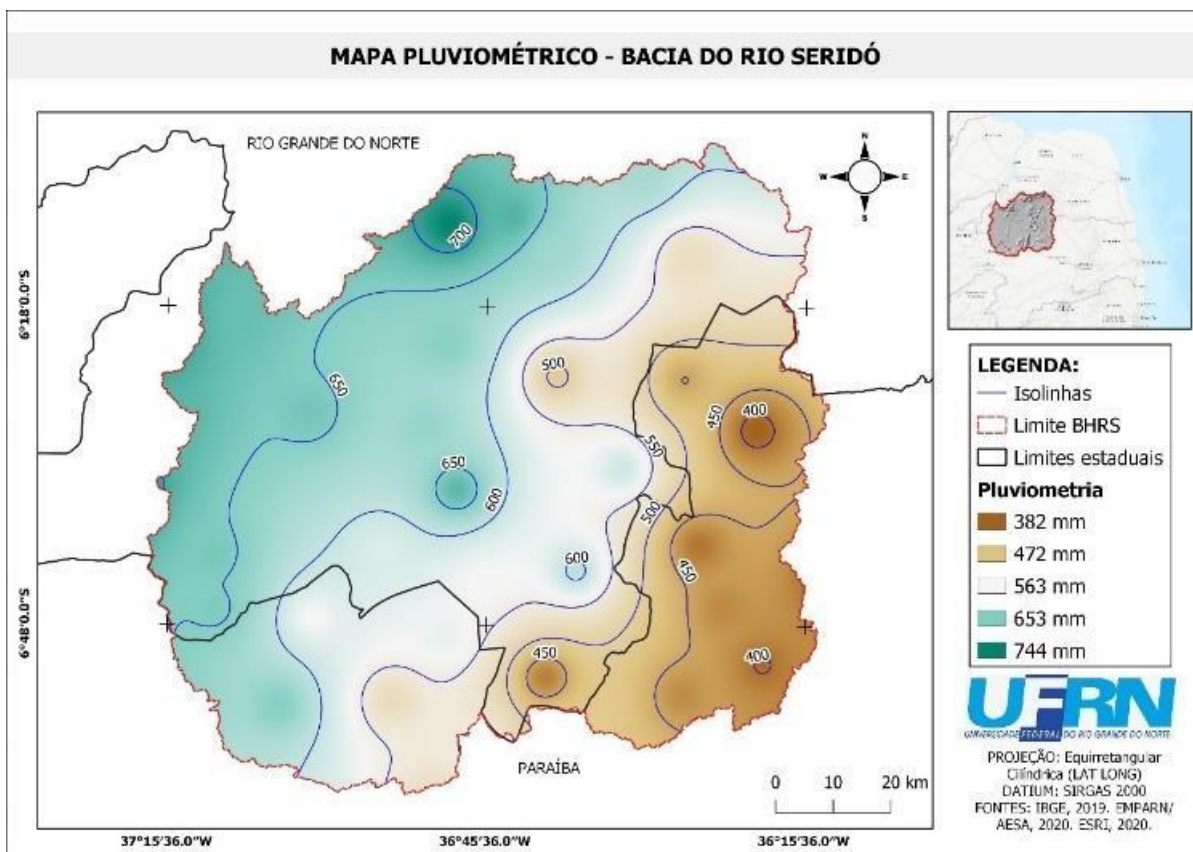 MAPA PLUVIOMÉTRICO - BACIA DO RIO SERIDÓ
RIO GRANDE DO NORTE
N
W
E
S
700
6°18'0.0"S
650
500
450
400
550
650
600
500
600
450
6°48'0.0"S
450
400
PARAÍBA
0 10 20 km
37°15'36.0"W
36°45'36.0"W
36°15'36.0"W
LEGENDA:
Isolinhas
Limite BHRS
Limites estaduais
Pluviometria
382 mm
472 mm
563 mm
653 mm
744 mm
UFRN
UNIVERSIDADE FEDERAL DO RIO GRANDE DO NORTE
PROJEÇÃO: Equirretangular
Cilíndrica (LAT LONG)
DATIUM: SIRGAS 2000
FONTES: IBGE, 2019. EMPARN/
AESA, 2020. ESRI, 2020.